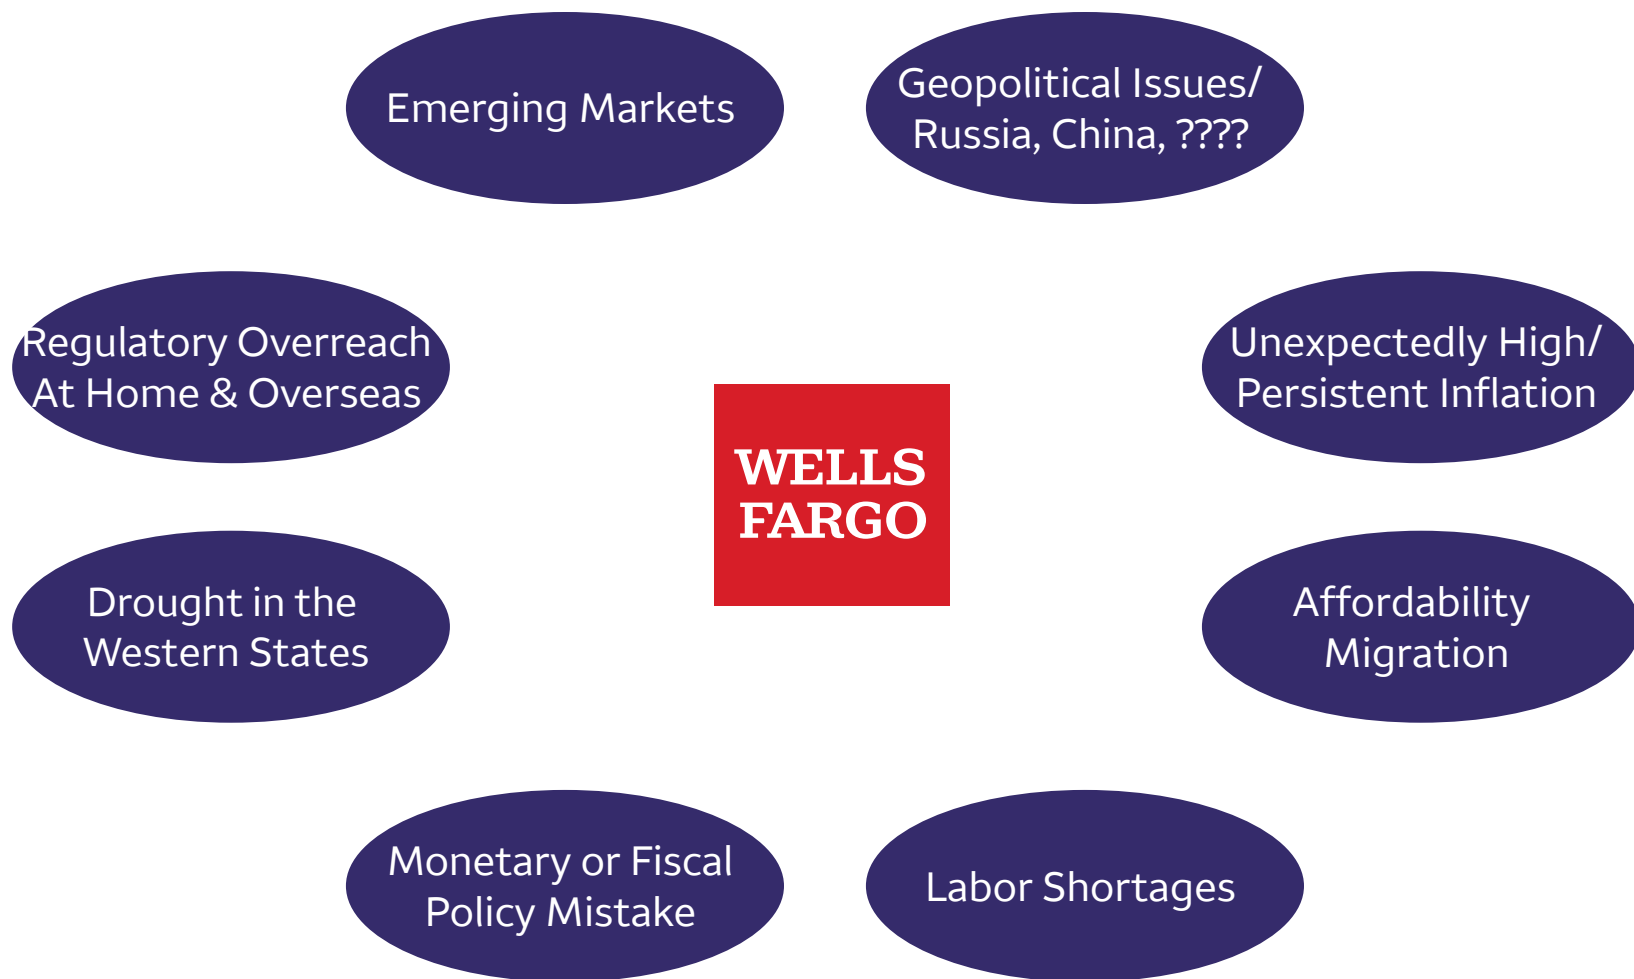 Emerging Markets
Geopolitical Issues/
Russia, China, ????
Regulatory Overreach
At Home & Overseas
Unexpectedly High/
Persistent Inflation
WELLS
FARGO
Drought in the
Western States
Affordability
Migration
Monetary or Fiscal
Policy Mistake
Labor Shortages